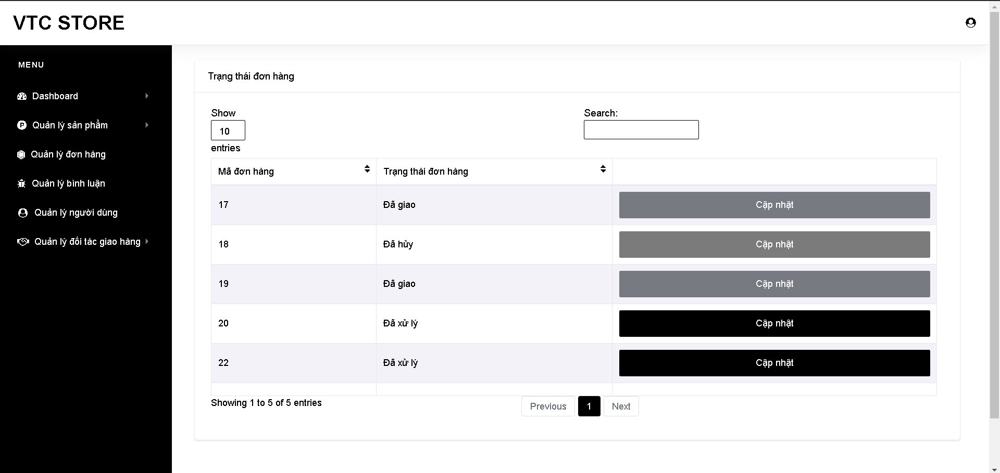 VTC STORE
MENU
Dashboard
Quản lý sản phẩm
Quản lý đơn hàng
Quản lý bình luận
Quản lý người dùng
Quản lý đối tác giao hàng
Trạng thái đơn hàng
Show
10
entries
Search:
Mã đơn hàng Trạng thái đơn hàng
17 Đã giao Cập nhật
18 Đã hủy Cập nhật
19 Đã giao Cập nhật
20 Đã xử lý Cập nhật
22 Đã xử lý Cập nhật
Showing 1 to 5 of 5 entries
Previous 1 Next